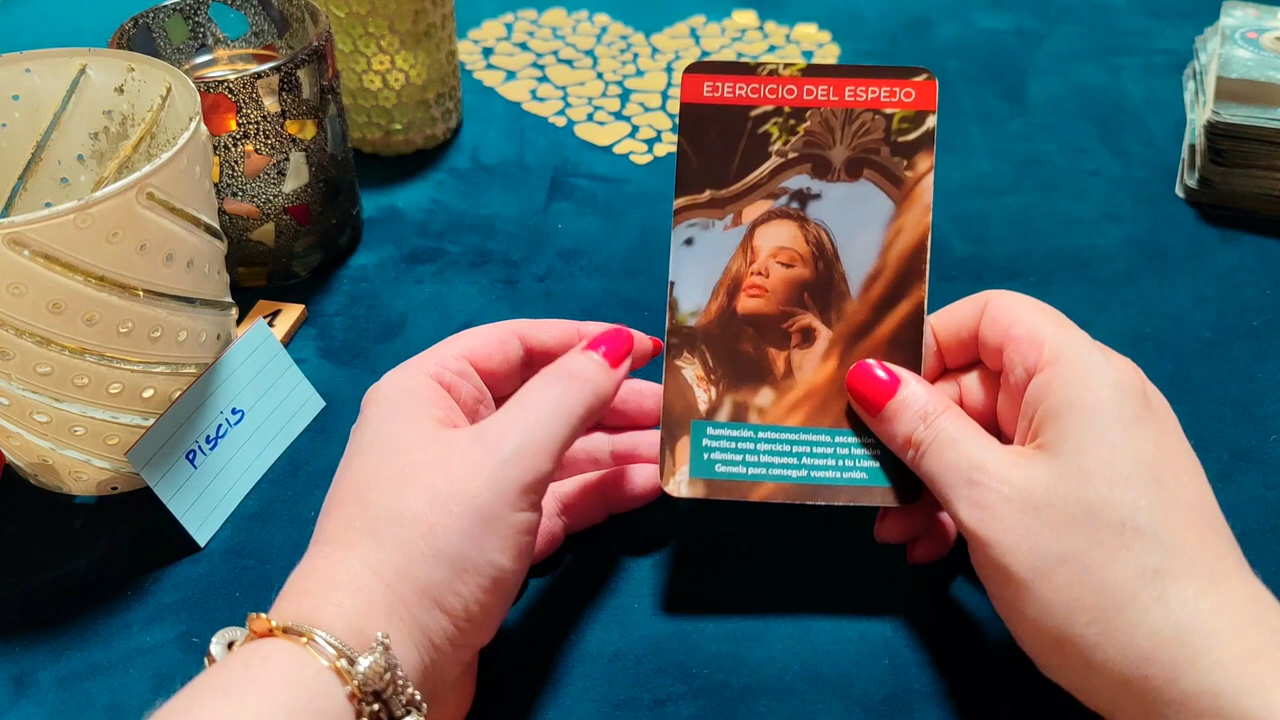 EJERCICIO DEL ESPEJO
Iluminación, autoconocimiento, ascensión.
Practica este ejercicio para sanar tus heridas
y eliminar tus bloqueos. Atraerás a tu Llama
Gemela para conseguir vuestra unión.
Piscis